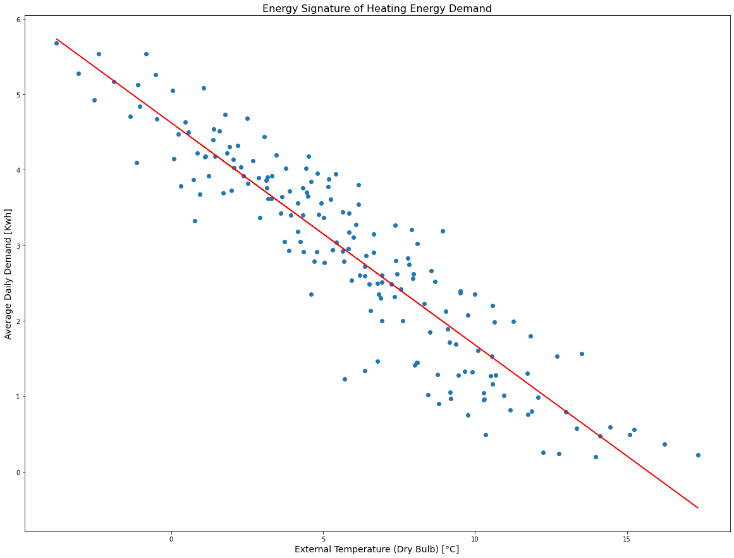 Energy Signature of Heating Energy Demand
6
5
4
3
2
1
0
Average Daily Demand [Kwh]
0 5 10 15
External Temperature (Dry Bulb) [°C]